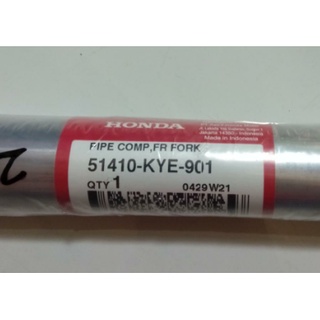 HONDA
Made in Indonesia
PIPE COMP,FR FORK
51410-KYE-901
QTY 1
0429W21